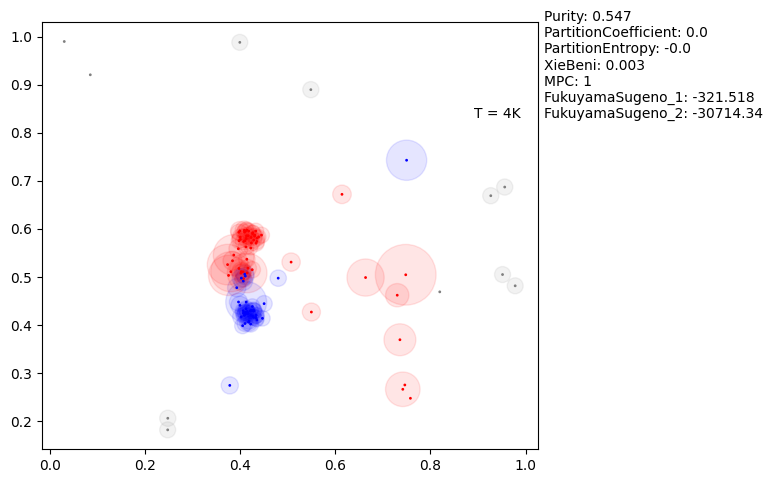 Purity: 0.547
PartitionCoefficient: 0.0
PartitionEntropy: -0.0
XieBeni: 0.003
MPC: 1
FukuyamaSugeno_1: -321.518
FukuyamaSugeno_2: -30714.34
T = 4K
1.0
0.9
0.8
0.7
0.6
0.5
0.4
0.3
0.2
0.0 0.2 0.4 0.6 0.8 1.0